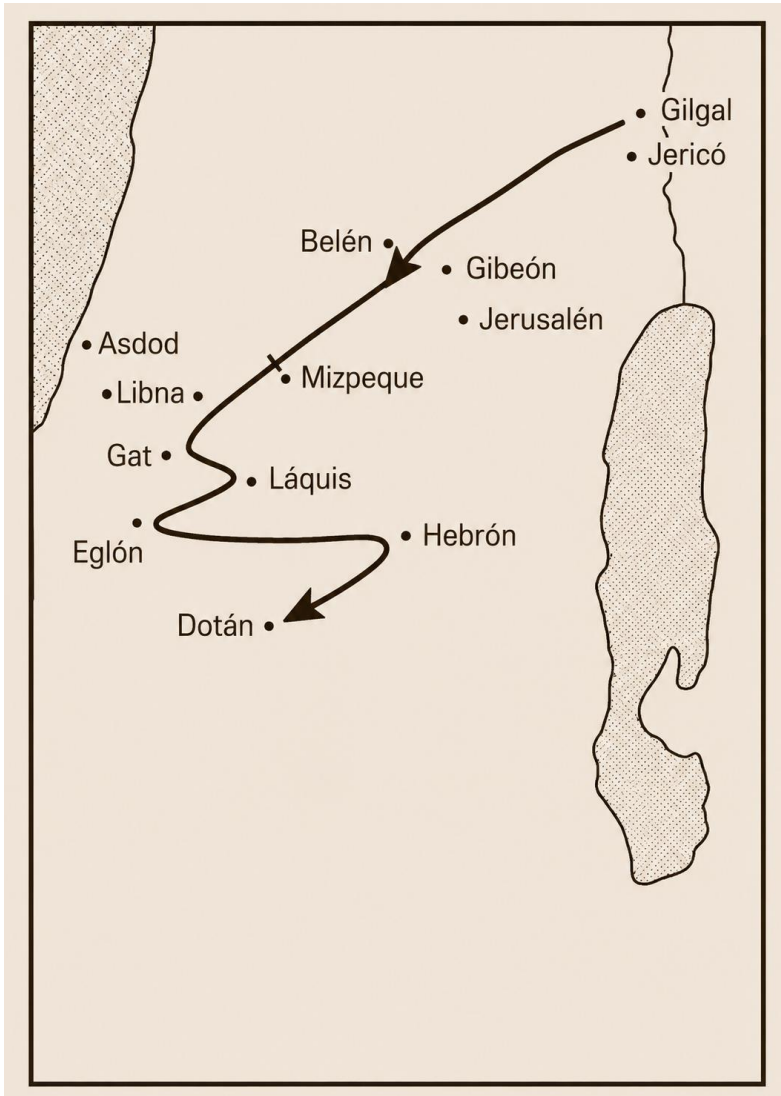 Gilgal
Jericó
Belén
Gibeón
Jerusalén
Asdod
Mizpeque
Libna
Gat
Láquis
Hebrón
Eglón
Dotán